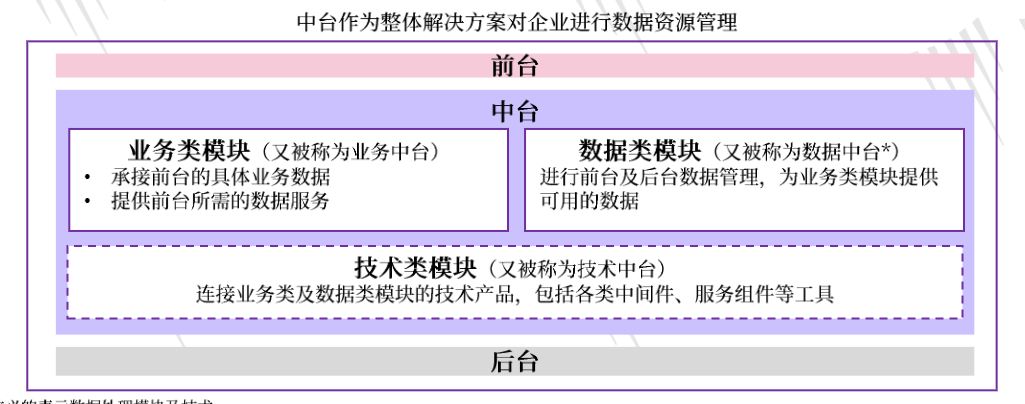 中台作为整体解决方案对企业进行数据资源管理
前台
中台
业务类模块（又被称为业务中台）
• 承接前台的具体业务数据
• 提供前台所需的数据服务
数据类模块（又被称为数据中台*）
进行前台及后台数据管理，为业务类模块提供
可用的数据
技术类模块（又被称为技术中台）
连接业务类及数据类模块的技术产品，包括各类中间件、服务组件等工具
后台